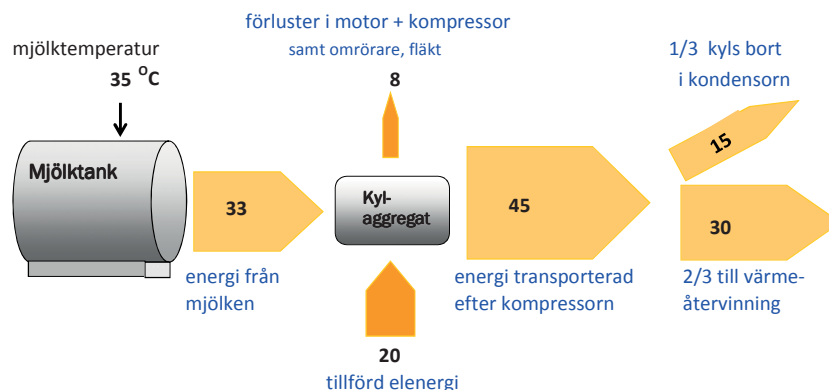 mjölktemperatur
35 °C
Mjölktank
33
energi från
mjölken
förluster i motor + kompressor
samt omrörare, fläkt
8
Kyl-
aggregat
20
tillförd elenergi
45
energi transporterad
efter kompressorn
1/3 kyls bort
i kondensorn
15
30
2/3 till värme-
återvinning